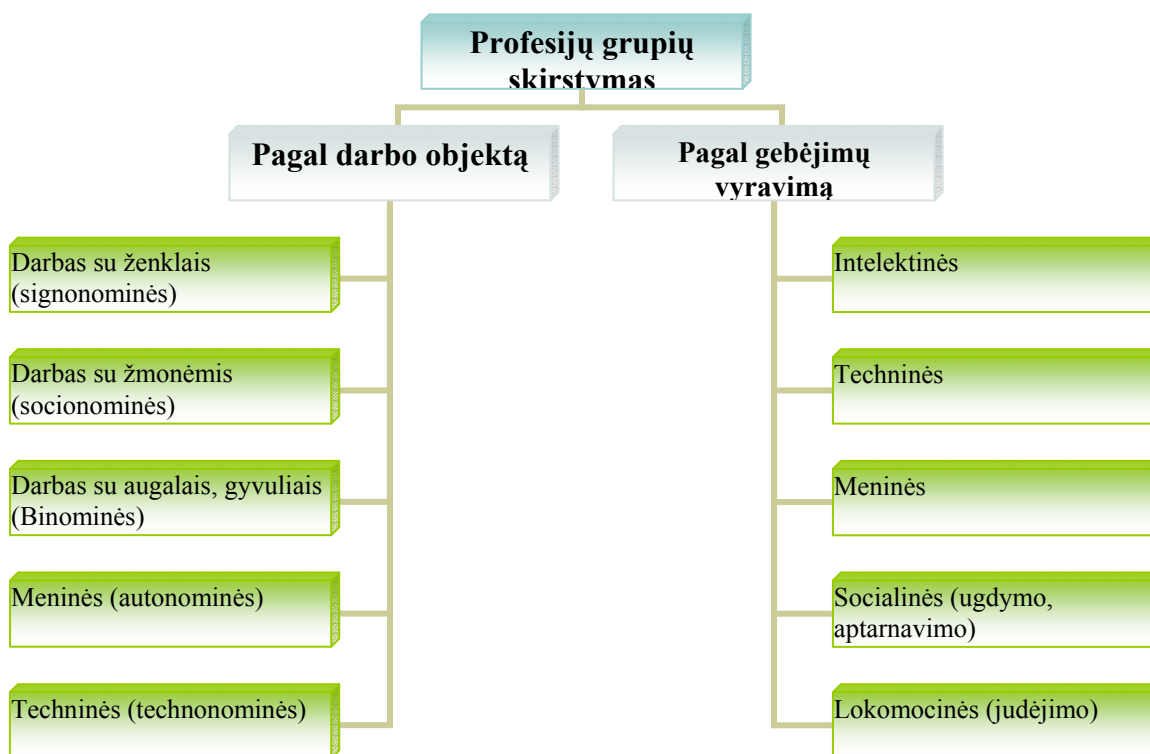 Profesijų grupių
skirstymas
Pagal darbo objektą
Pagal gebėjimų
vyravimą
Darbas su ženklais
(signonominės)
Darbas su žmonėmis
(socionominės)
Darbas su augalais, gyvuliais
(Binominės)
Meninės (autonominės)
Techninės (technonominės)
Intelektinės
Techninės
Meninės
Socialinės (ugdymo,
aptarnavimo)
Lokomocinės (judėjimo)